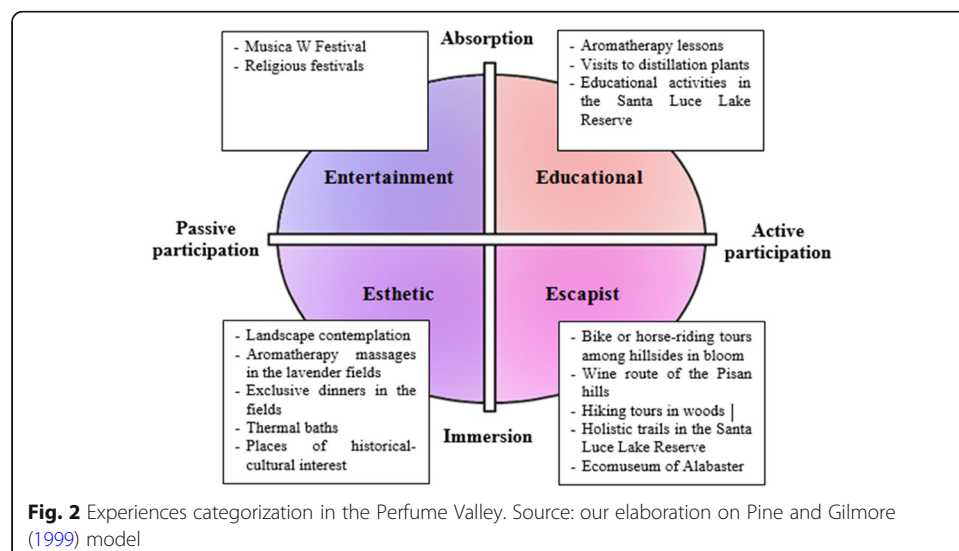 Absorption
- Musica W Festival
- Religious festivals
- Aromatherapy lessons
- Visits to distillation plants
- Educational activities in
the Santa Luce Lake
Reserve
Entertainment
Educational
Passive
participation
Active
participation
Esthetic
Escapist
- Landscape contemplation
- Aromatherapy massages
in the lavender fields
- Exclusive dinners in the
fields
- Thermal baths
- Places of historical-
cultural interest
- Bike or horse-riding tours
among hillsides in bloom
- Wine route of the Pisan
hills
- Hiking tours in woods |
- Holistic trails in the Santa
Luce Lake Reserve
- Ecomuseum of Alabaster
Immersion
Fig. 2 Experiences categorization in the Perfume Valley. Source: our elaboration on Pine and Gilmore
(1999) model